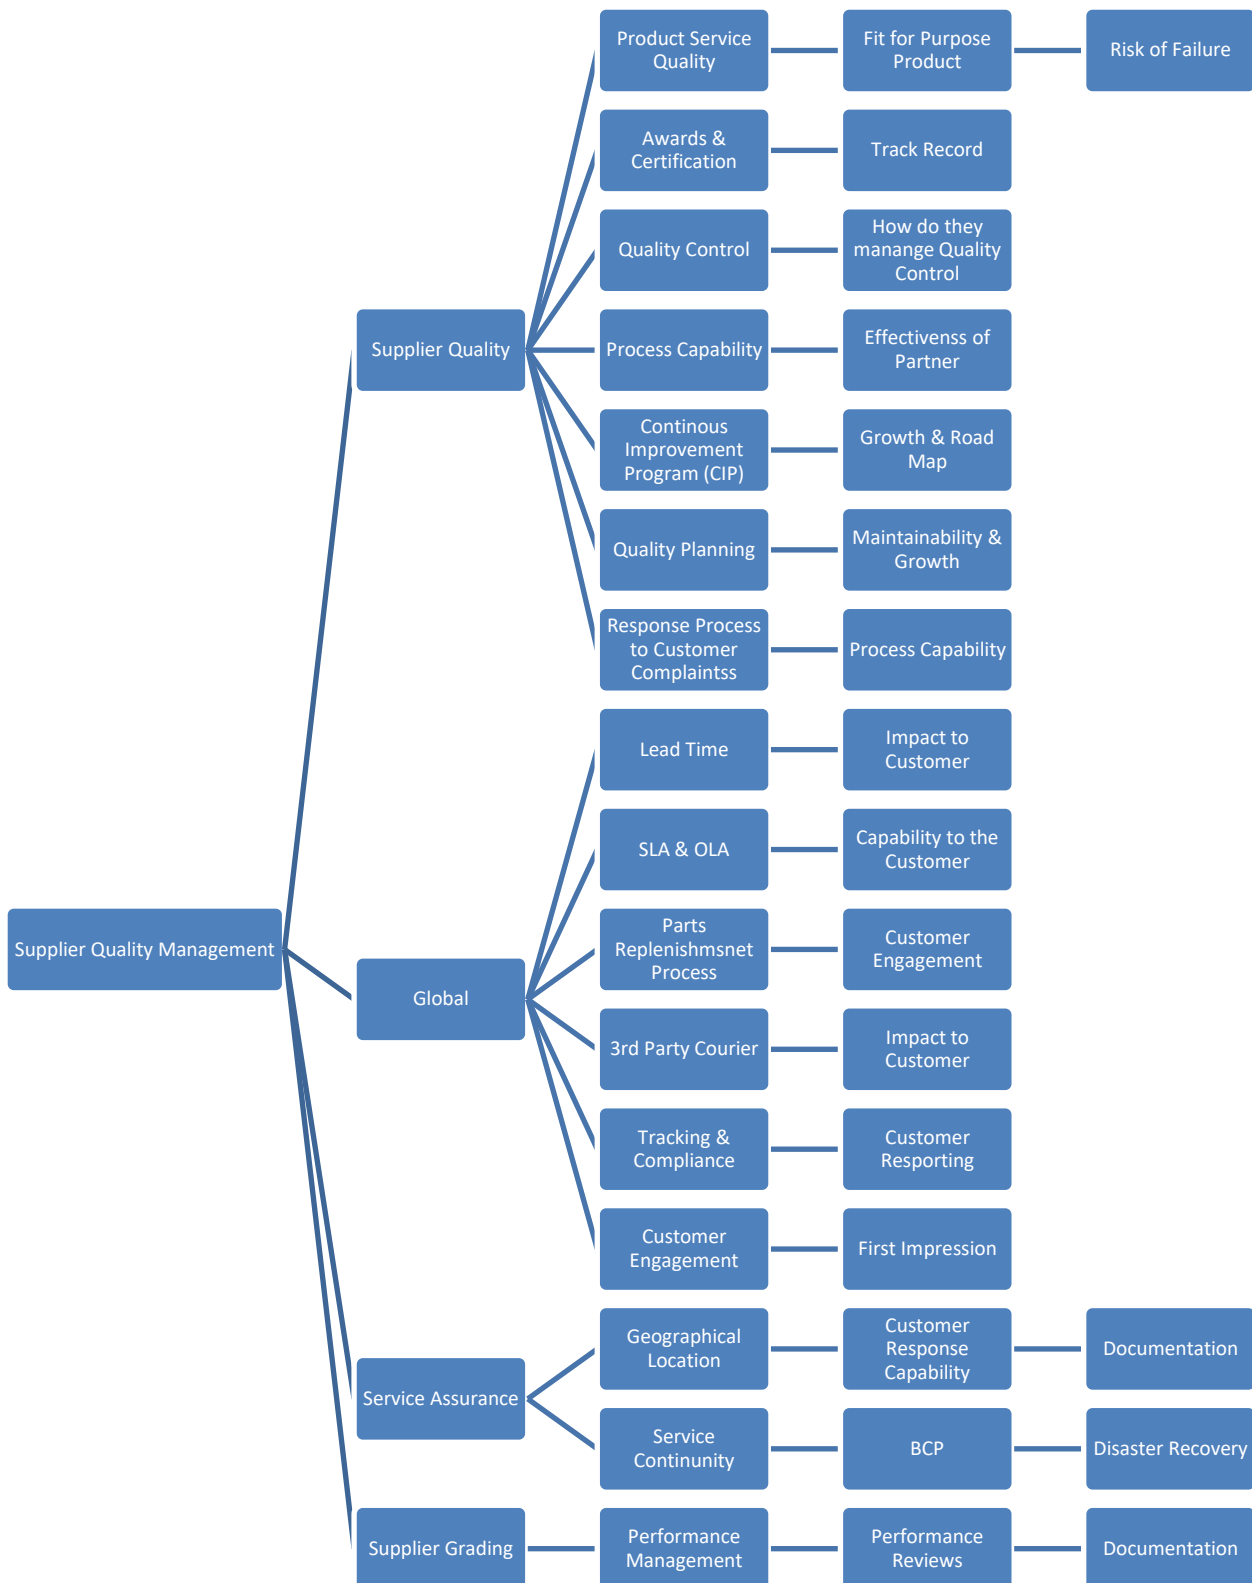 Product Service
Quality
Fit for Purpose
Product
Risk of Failure
Awards &
Certification
Track Record
Quality Control
How do they
manange Quality
Control
Supplier Quality
Process Capability
Effectivenss of
Partner
Continous
Improvement
Program (CIP)
Growth & Road
Map
Quality Planning
Maintainability &
Growth
Response Process
to Customer
Complaintss
Process Capability
Lead Time
Impact to
Customer
SLA & OLA
Capability to the
Customer
Supplier Quality Management
Parts
Replenishmsnet
Process
Customer
Engagement
Global
3rd Party Courier
Impact to
Customer
Tracking &
Compliance
Customer
Resporting
Customer
Engagement
First Impression
Geographical
Location
Customer
Response
Capability
Documentation
Service Assurance
Service
Continunity
BCP
Disaster Recovery
Supplier Grading
Performance
Management
Performance
Reviews
Documentation